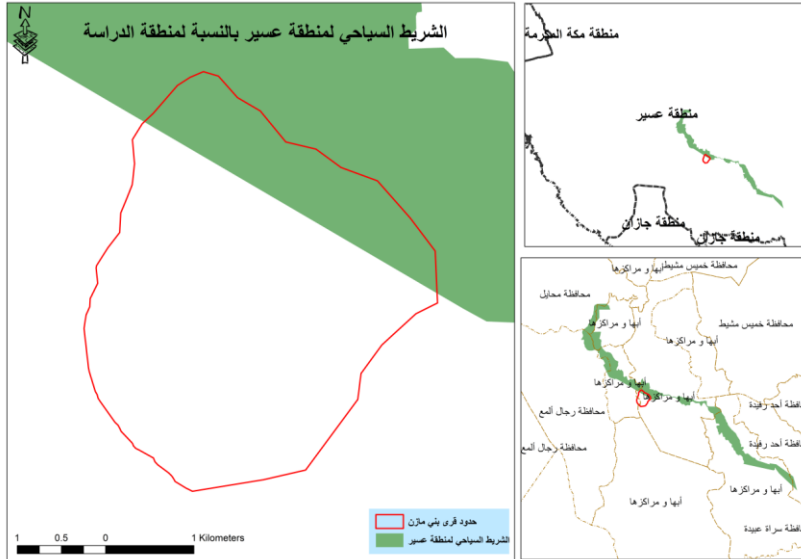 الشريط السياحي لمنطقة عسير بالنسبة لمنطقة الدراسة
N
حدود قرى بني مازن
الشريط السياحي لمنطقة عسير
1 0.5 0 1 Kilometers
منطقة مكة المكرمة
منطقة عسير
منطقة جازان
منطقة جازان
أبها و مراكزها
محافظة خميس مشيط
محافظة محايل
أبها و مراكزها
محافظة خميس مشيط
أبها و مراكزها
أبها و مراكزها
أبها و مراكزها
محافظة رجال ألمع
محافظة أحد رفيدة
محافظة رجال ألمع
محافظة أحد رفيدة
أبها و مراكزها
أبها و مراكزها
محافظة سراة عبيدة